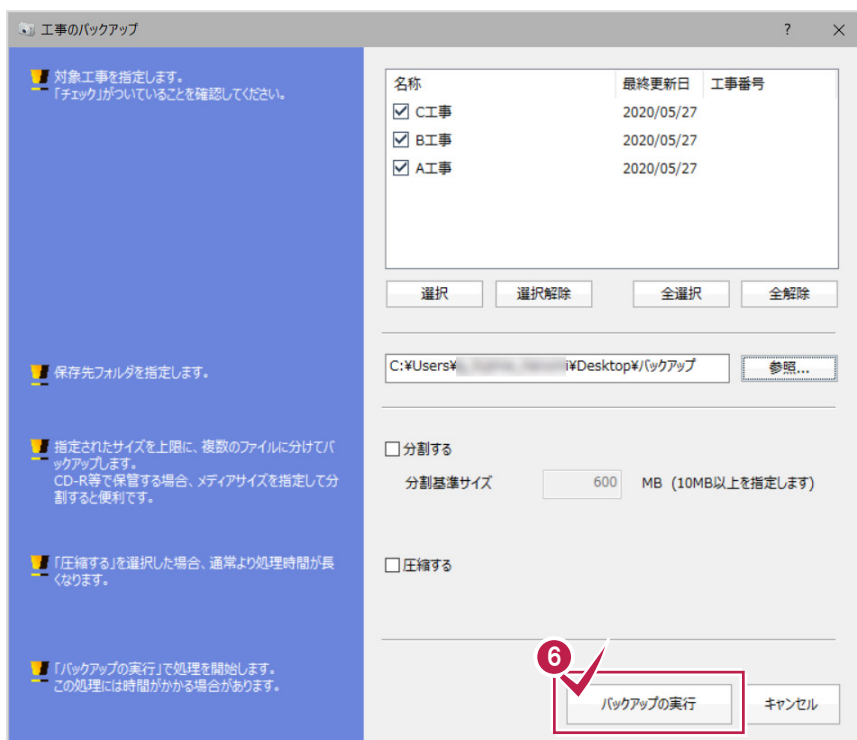 工事のバックアップ
?
対象工事を指定します。
「チェック」がついていることを確認してください。
名称 最終更新日 工事番号
C工事 2020/05/27
B工事 2020/05/27
A工事 2020/05/27
選択 選択解除 全選択 全解除
保存先フォルダを指定します。
C:¥Users¥ i¥Desktop¥バックアップ 参照...
指定されたサイズを上限に、複数のファイルに分けてバ
ックアップします。
CD-R等で保管する場合、メディアサイズを指定して分
割すると便利です。
分割する
分割基準サイズ 600 MB (10MB以上を指定します)
「圧縮する」を選択した場合、通常より処理時間が長
くなります。
圧縮する
「バックアップの実行」で処理を開始します。
この処理には時間がかかる場合があります。
6
バックアップの実行 キャンセル